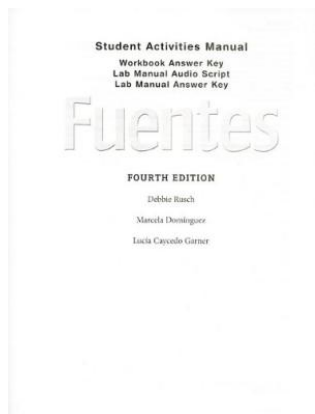 Student Activities Manual
Workbook Answer Key
Lab Manual Audio Script
Lab Manual Answer Key
Fuentes
FOURTH EDITION
Debbie Rusch
Marcela Domínguez
Lucía Caycedo Garner